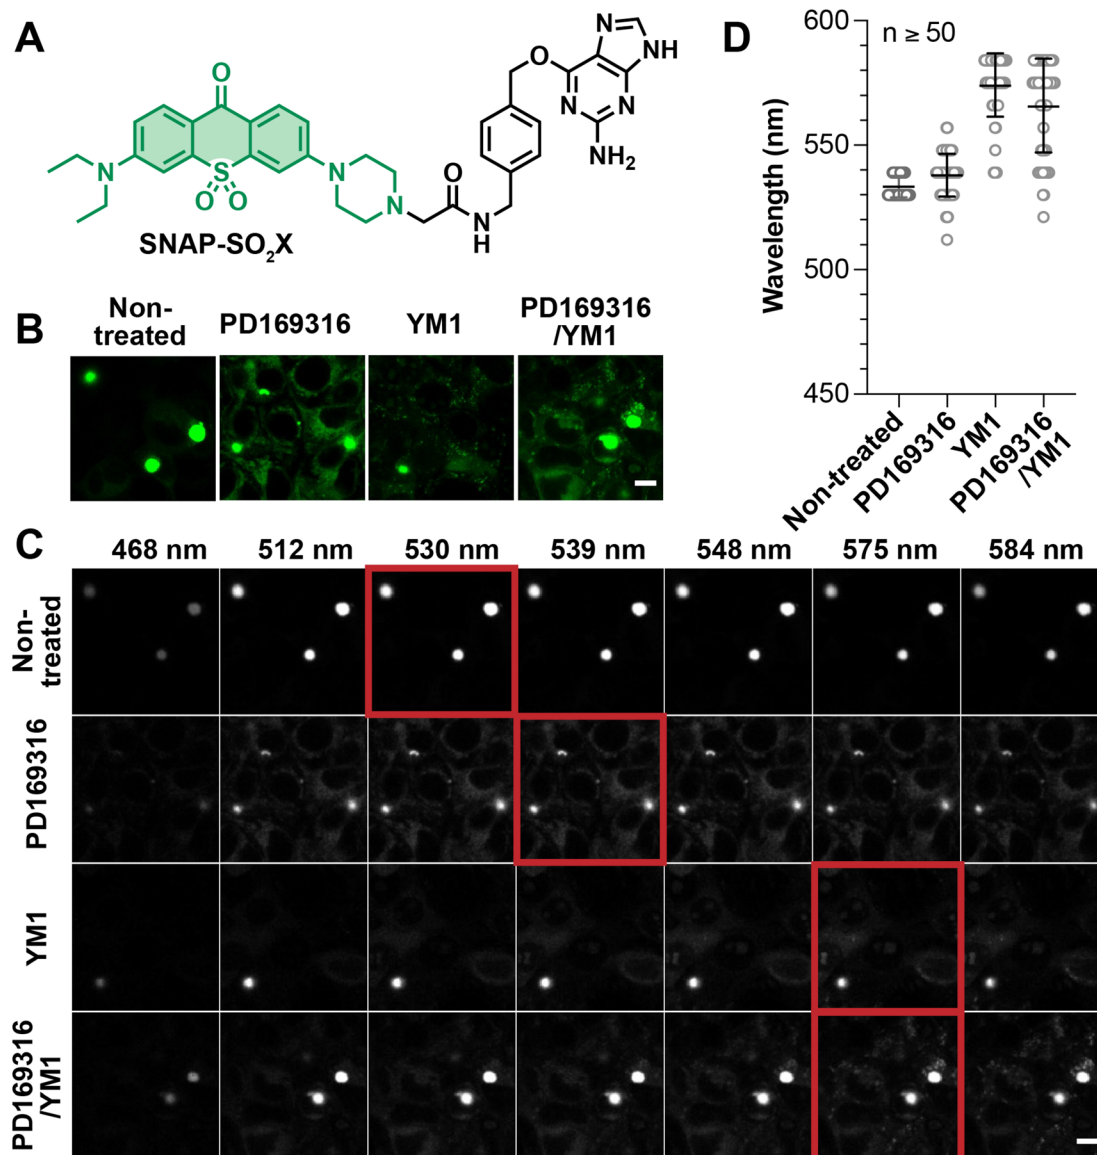 A
O
N
S
O
O
N
N
O
N
H
O
N
NH
N
N
NH2
SNAP-SO2X
B
Non-
treated
PD169316
YM1
PD169316
/YM1
C
468 nm
512 nm
530 nm
539 nm
548 nm
575 nm
584 nm
Non-
treated
PD169316
YM1
PD169316
/YM1
D
n ≥ 50
Wavelength (nm)
600
550
500
450
Non-treated
PD169316
YM1
PD169316
/YM1